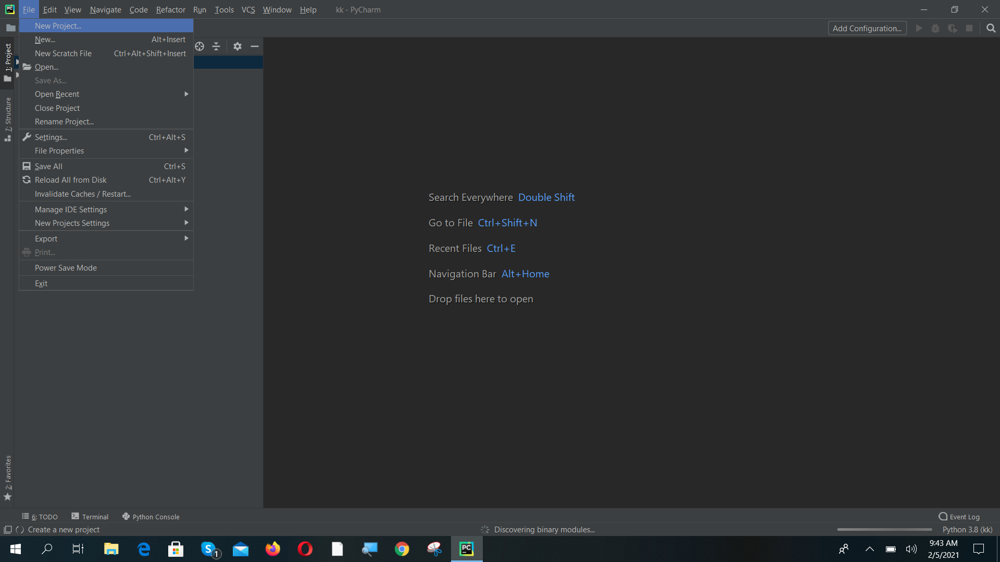 File Edit View Navigate Code Refactor Run Tools VCS Window Help kk - PyCharm
Add Configuration...
New Project...
New... Alt+Insert
New Scratch File Ctrl+Alt+Shift+Insert
Open...
Save As...
Open Recent
Close Project
Rename Project...
Settings... Ctrl+Alt+S
File Properties
Save All Ctrl+S
Reload All from Disk Ctrl+Alt+Y
Invalidate Caches / Restart...
Manage IDE Settings
New Projects Settings
Export
Print...
Power Save Mode
Exit
1: Project
7: Structure
2: Favorites
Search Everywhere Double Shift
Go to File Ctrl+Shift+N
Recent Files Ctrl+E
Navigation Bar Alt+Home
Drop files here to open
6: TODO Terminal Python Console Event Log
Create a new project Discovering binary modules... Python 3.8 (kk)
PC
S 1
PC
9:43 AM
2/5/2021